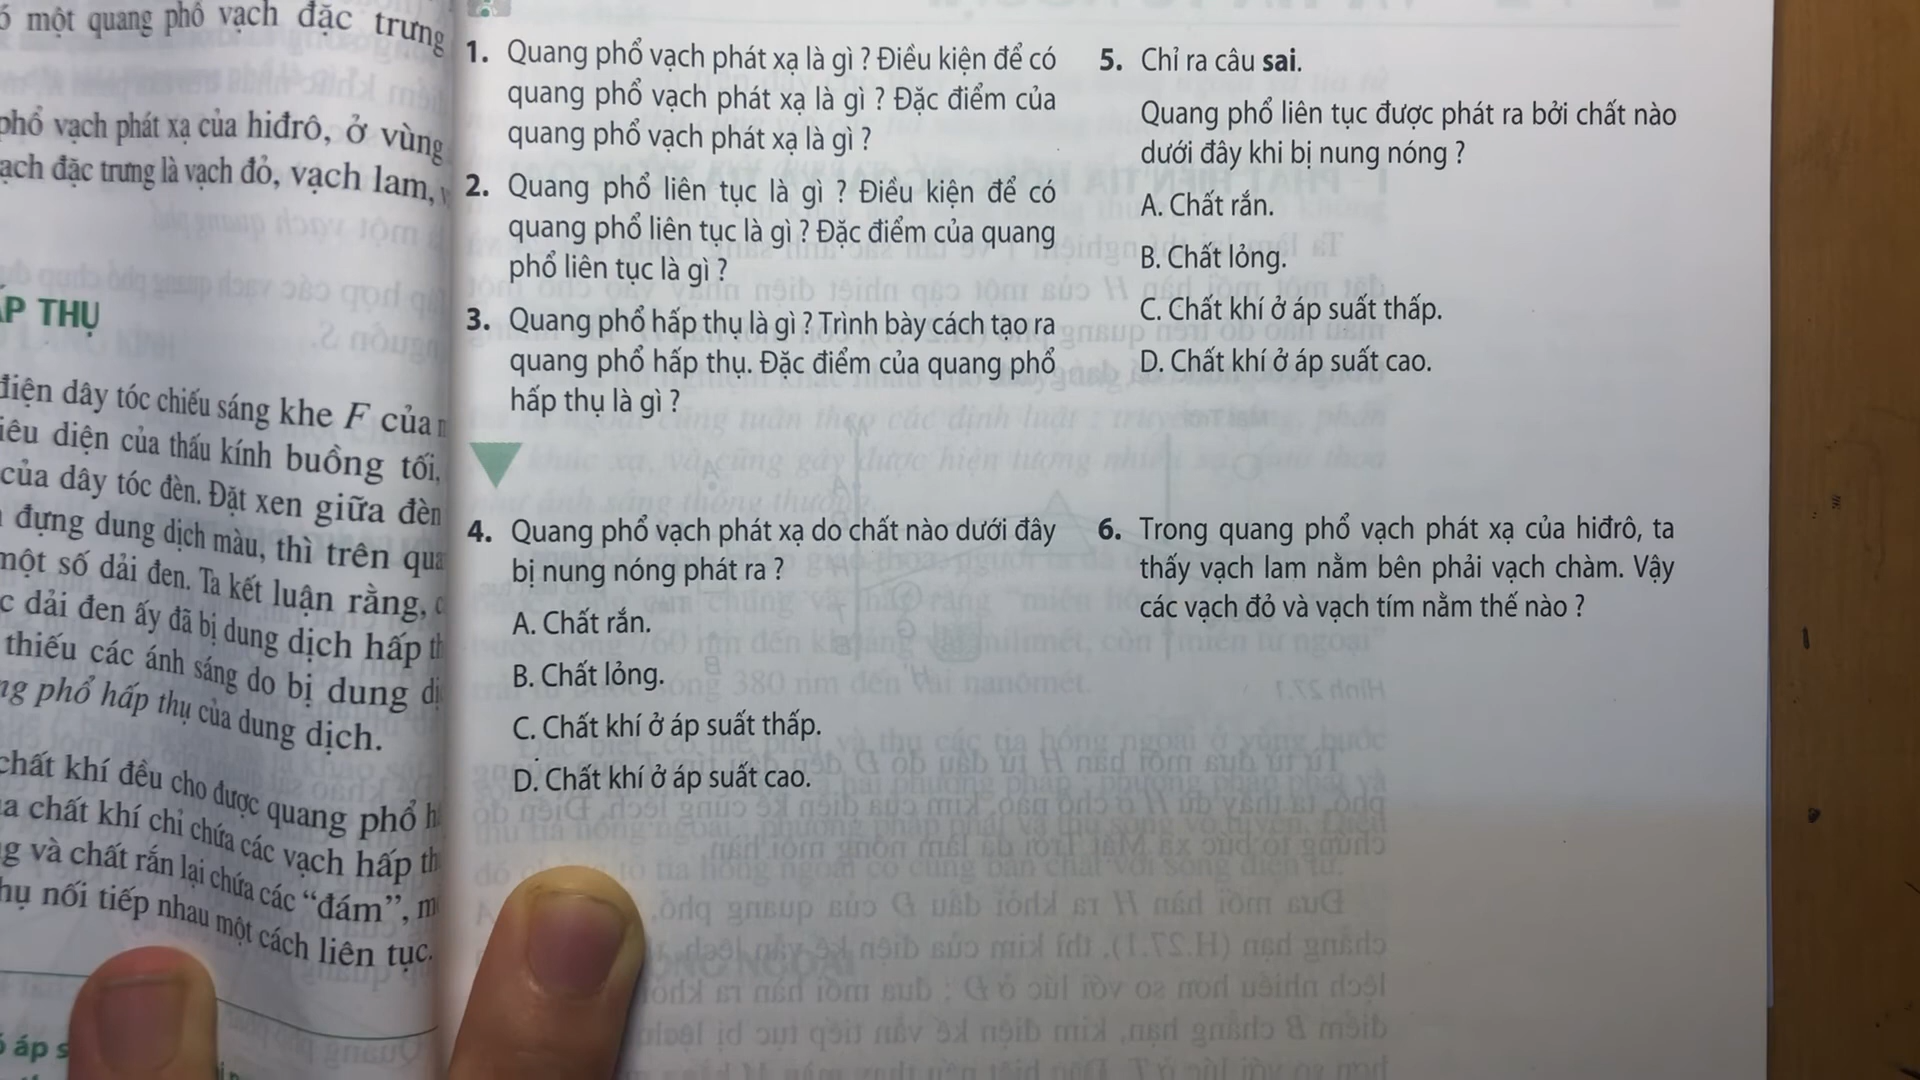 một quang phổ vạch đặc trưng
phổ vạch phát xạ của hiđrô, ở vùng
đặc trưng là vạch đỏ, vạch lam,
THỤ
điện dây tóc chiếu sáng khe F của
diện của thấu kính buồng tối,
của dây tóc đèn. Đặt xen giữa đèn
đựng dung dịch màu, thì trên
một số dải đen. Ta kết luận rằng,
dải đen ấy đã bị dung dịch hấp
thiếu các ánh sáng do bị dung
phổ hấp thụ của dung dịch.
chất khí đều cho được quang phổ
chất khí chỉ chứa các vạch hấp
và chất rắn lại chứa các “đám”,
nối tiếp nhau một cách liên tục.
áp
1. Quang phổ vạch phát xạ là gì ? Điều kiện để có
quang phổ vạch phát xạ là gì ? Đặc điểm của
quang phổ vạch phát xạ là gì ?
2. Quang phổ liên tục là gì ? Điều kiện để có
quang phổ liên tục là gì ? Đặc điểm của quang
phổ liên tục là gì ?
3. Quang phổ hấp thụ là gì ? Trình bày cách tạo ra
quang phổ hấp thụ. Đặc điểm của quang phổ
hấp thụ là gì ?
4. Quang phổ vạch phát xạ do chất nào dưới đây
bị nung nóng phát ra ?
A. Chất rắn.
B. Chất lỏng.
C. Chất khí ở áp suất thấp.
D. Chất khí ở áp suất cao.
5. Chỉ ra câu sai.
Quang phổ liên tục được phát ra bởi chất nào
dưới đây khi bị nung nóng ?
A. Chất rắn.
B. Chất lỏng.
C. Chất khí ở áp suất thấp.
D. Chất khí ở áp suất cao.
6. Trong quang phổ vạch phát xạ của hiđrô, ta
thấy vạch lam nằm bên phải vạch chàm. Vậy
các vạch đỏ và vạch tím nằm thế nào ?